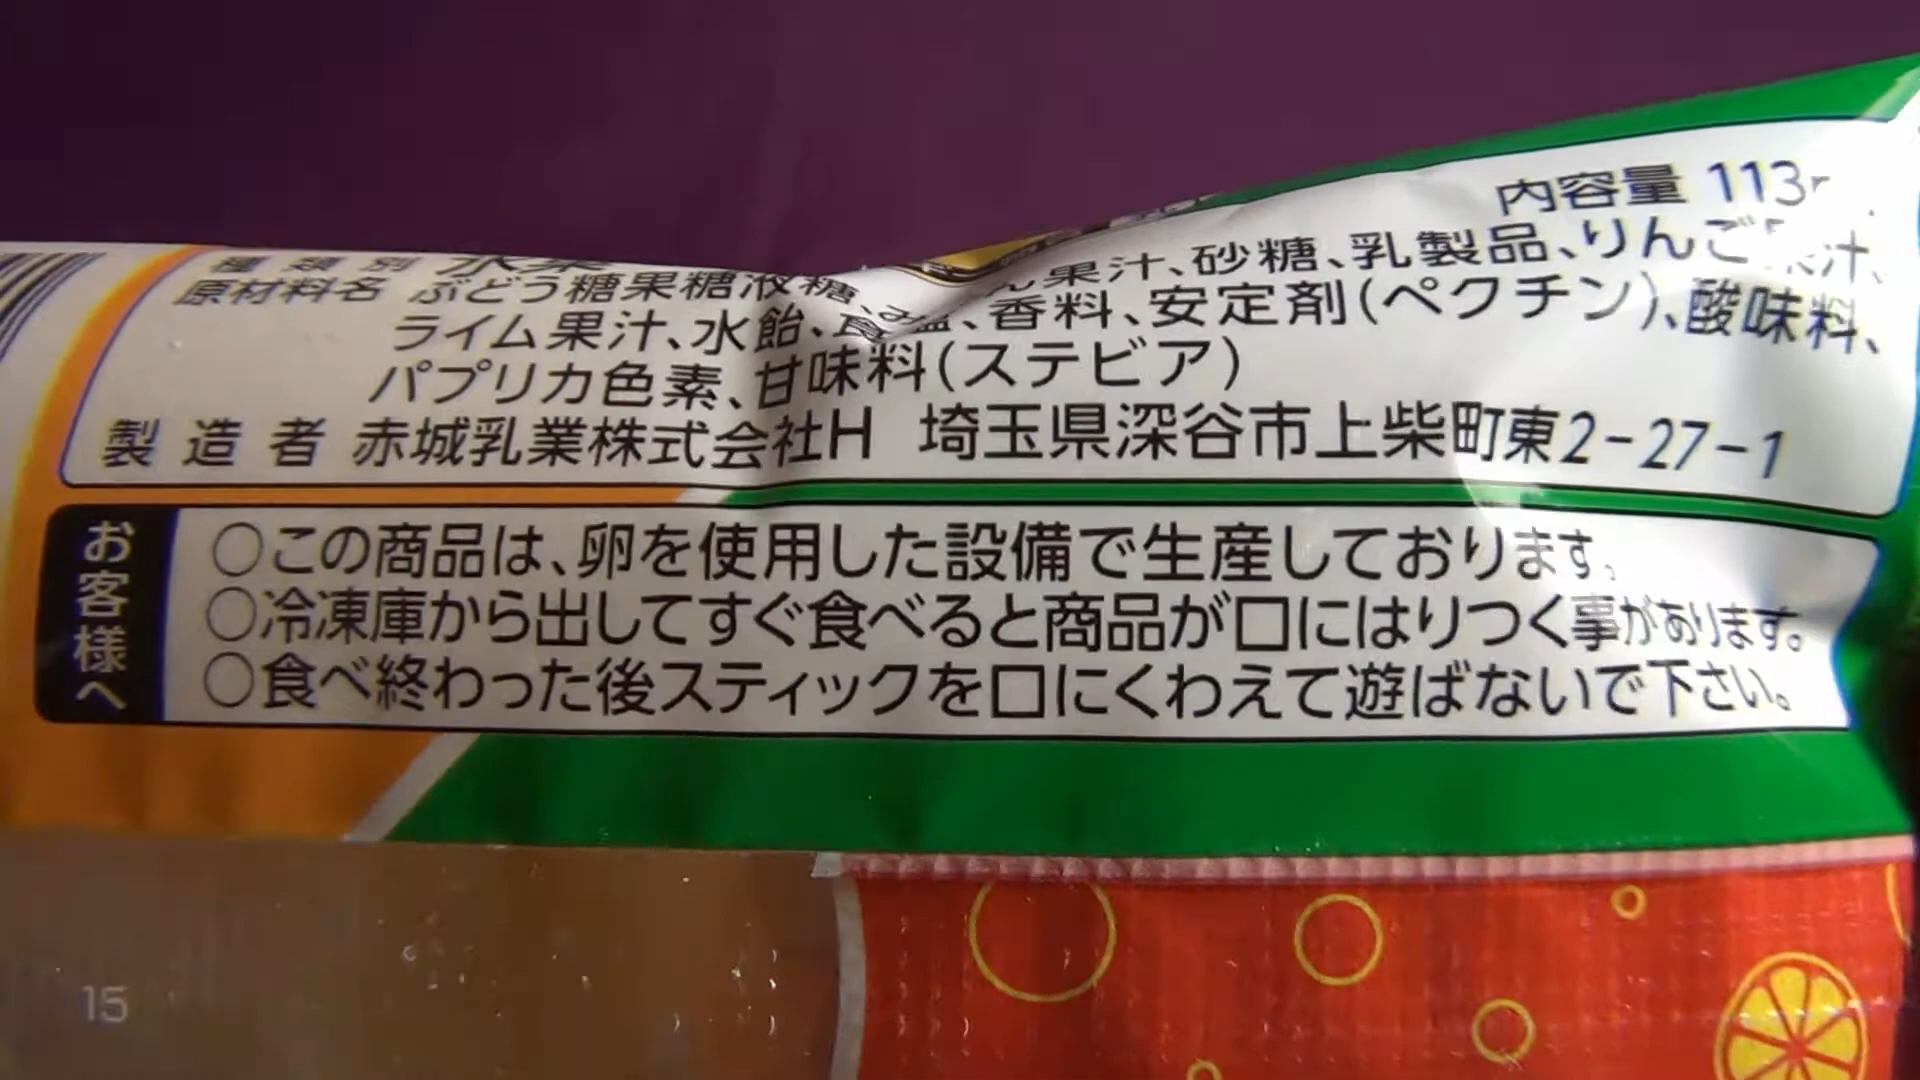 内容量 113
種類別 氷菓
原材料名 ぶどう糖果糖液糖、果汁、砂糖、乳製品、りんご果汁、
ライム果汁、水飴、食塩、香料、安定剤(ペクチン)、酸味料、
パプリカ色素、甘味料(ステビア)
製造者 赤城乳業株式会社H 埼玉県深谷市上柴町東2-27-1
お客様へ
○この商品は、卵を使用した設備で生産しております。
○冷凍庫から出してすぐ食べると商品が口にはりつく事があります。
○食べ終わった後スティックを口にくわえて遊ばないで下さい。
15